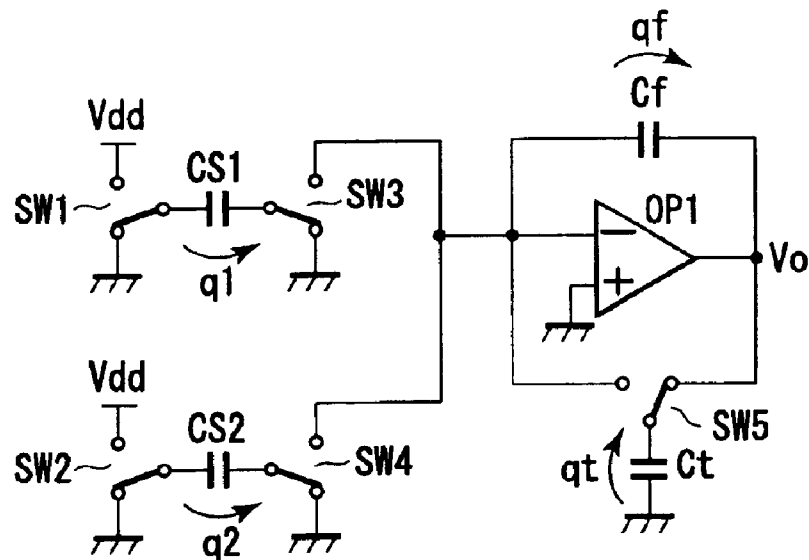 qf
Cf
Vdd
CS1
SW1
SW3
q1
OP1
−
+
Vo
Vdd
CS2
SW2
SW4
q2
SW5
qt
Ct